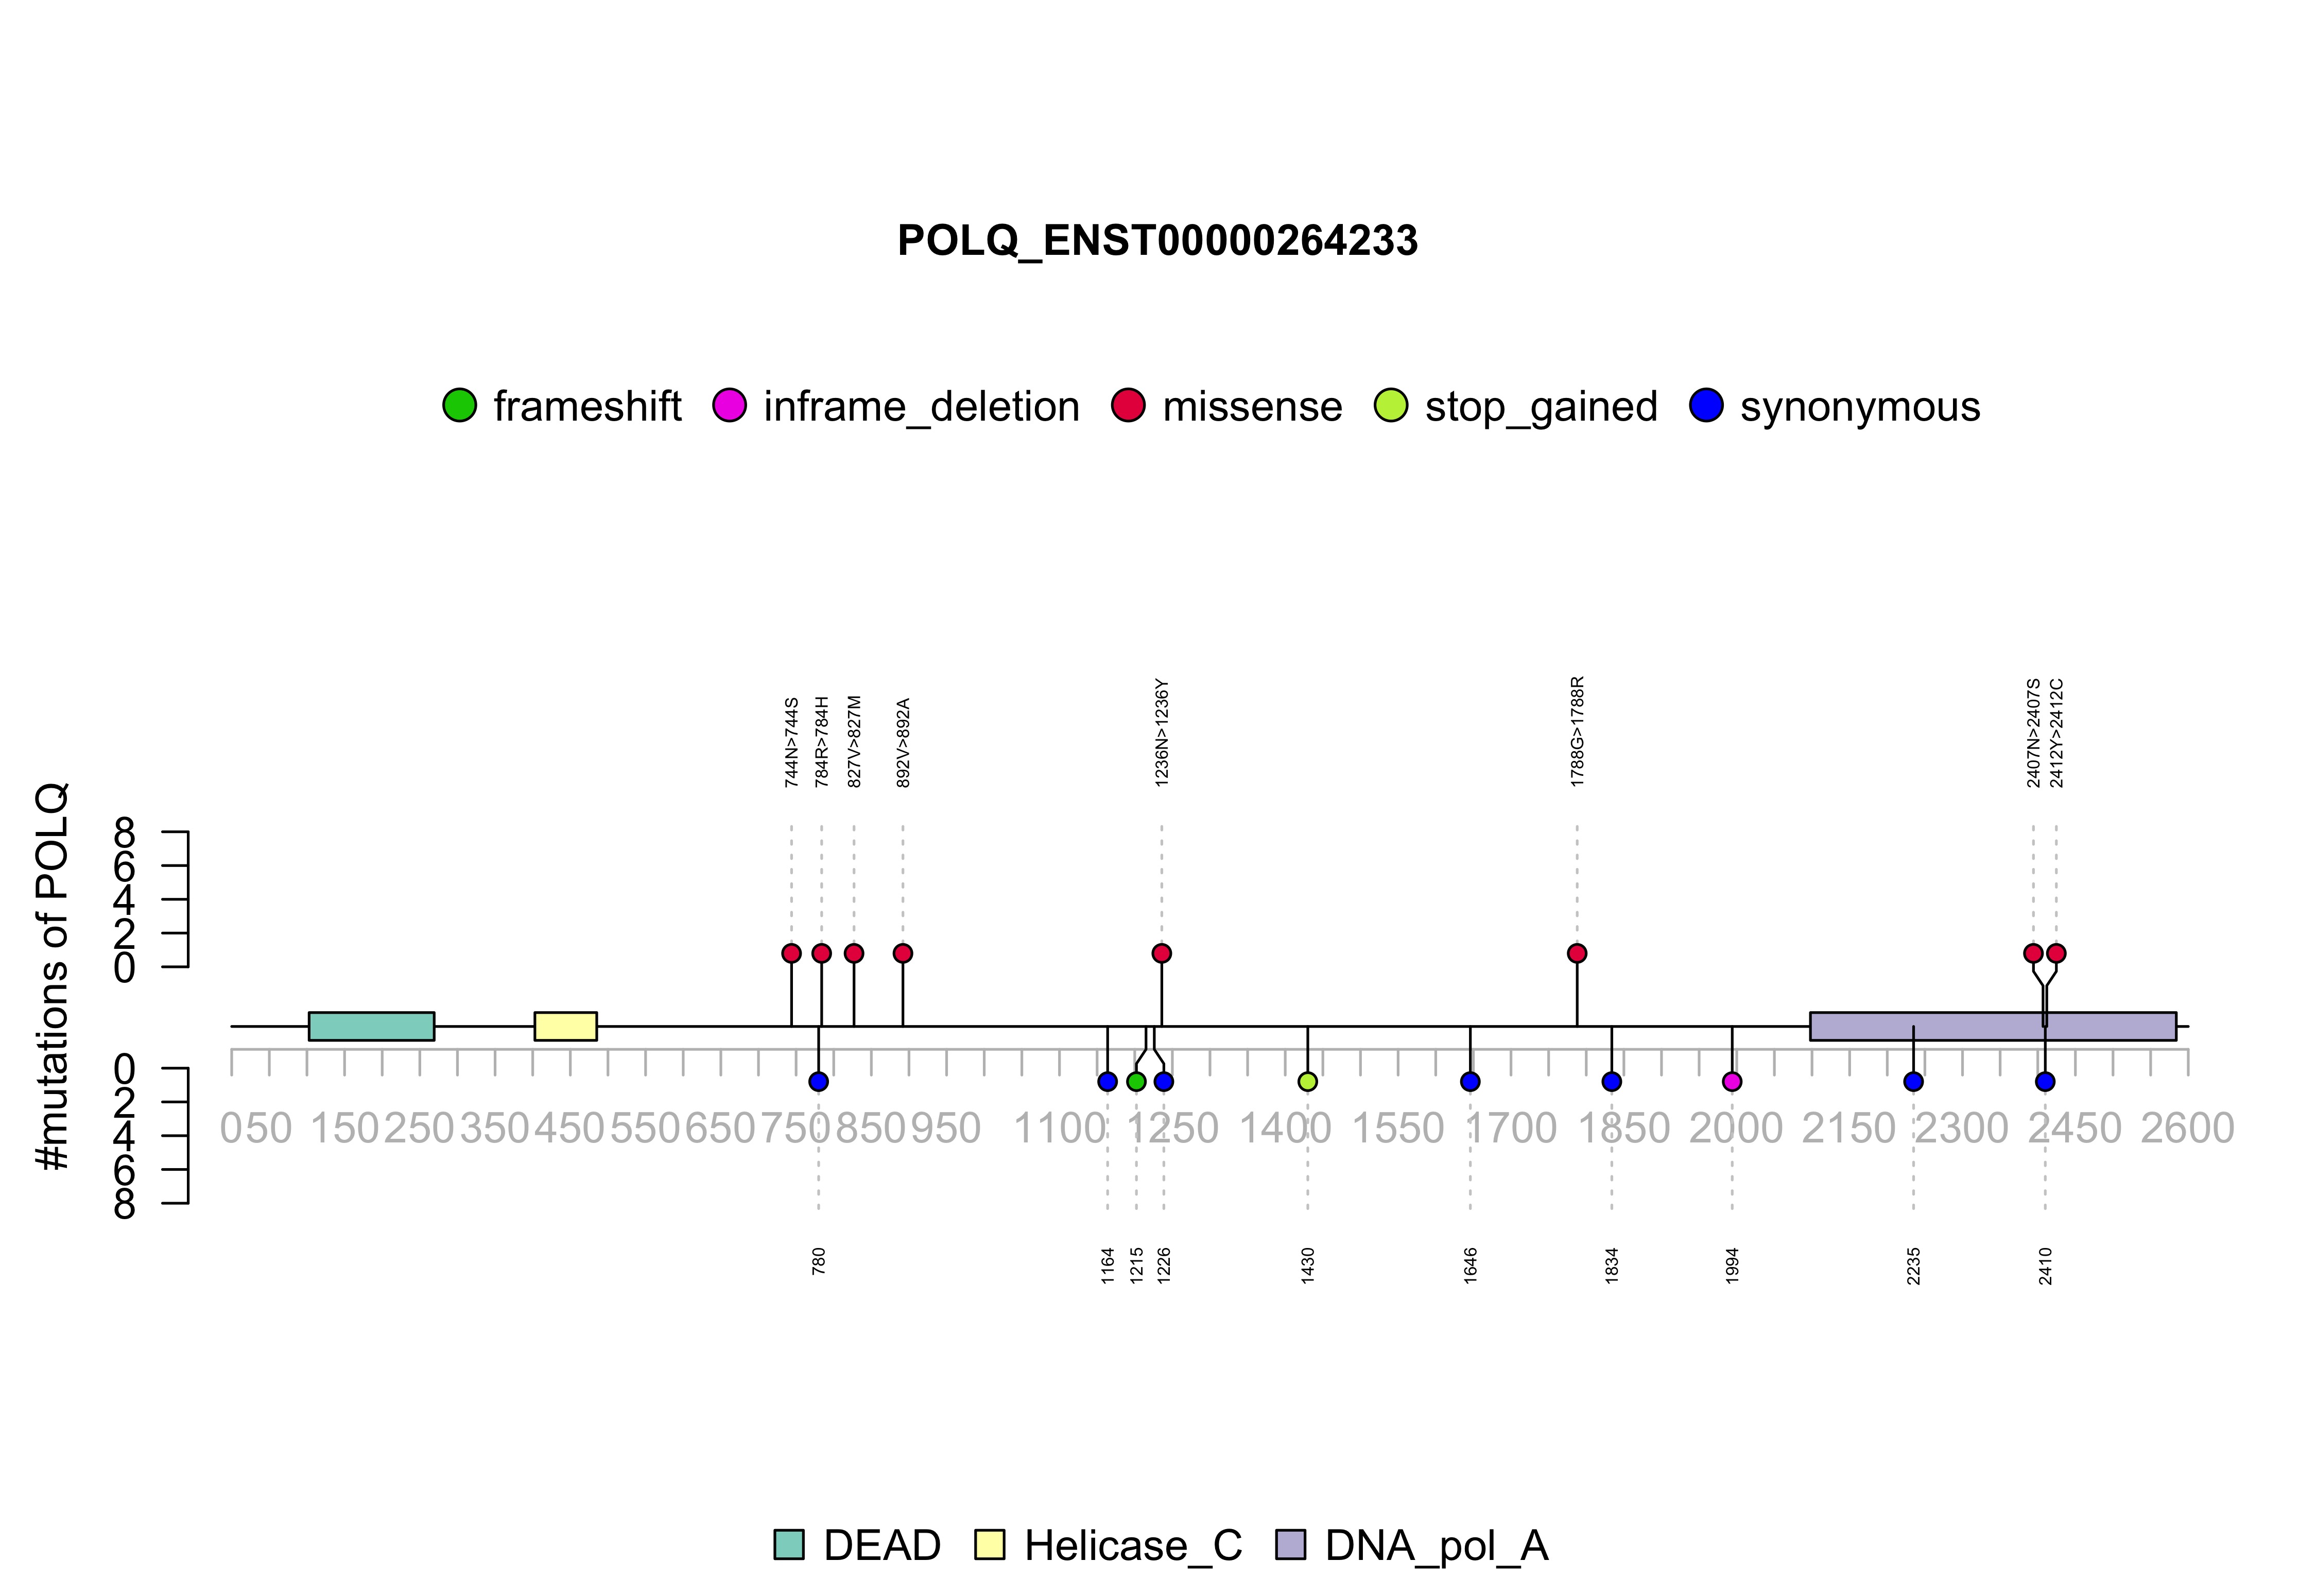 POLQ_ENST00000264233
frameshift inframe_deletion missense stop_gained synonymous
744N>744S
784R>784H
827V>827M
892V>892A
1236N>1236Y
1788G>1788R
2407N>2407S
2412Y>2412C
#mutations of POLQ
8
6
4
2
0
0
2
4
6
8
0 50 150 250 350 450 550 650 750 850 950 1100 1250 1400 1550 1700 1850 2000 2150 2300 2450 2600
780
1164
1215
1226
1430
1646
1834
1994
2235
2410
DEAD Helicase_C DNA_pol_A